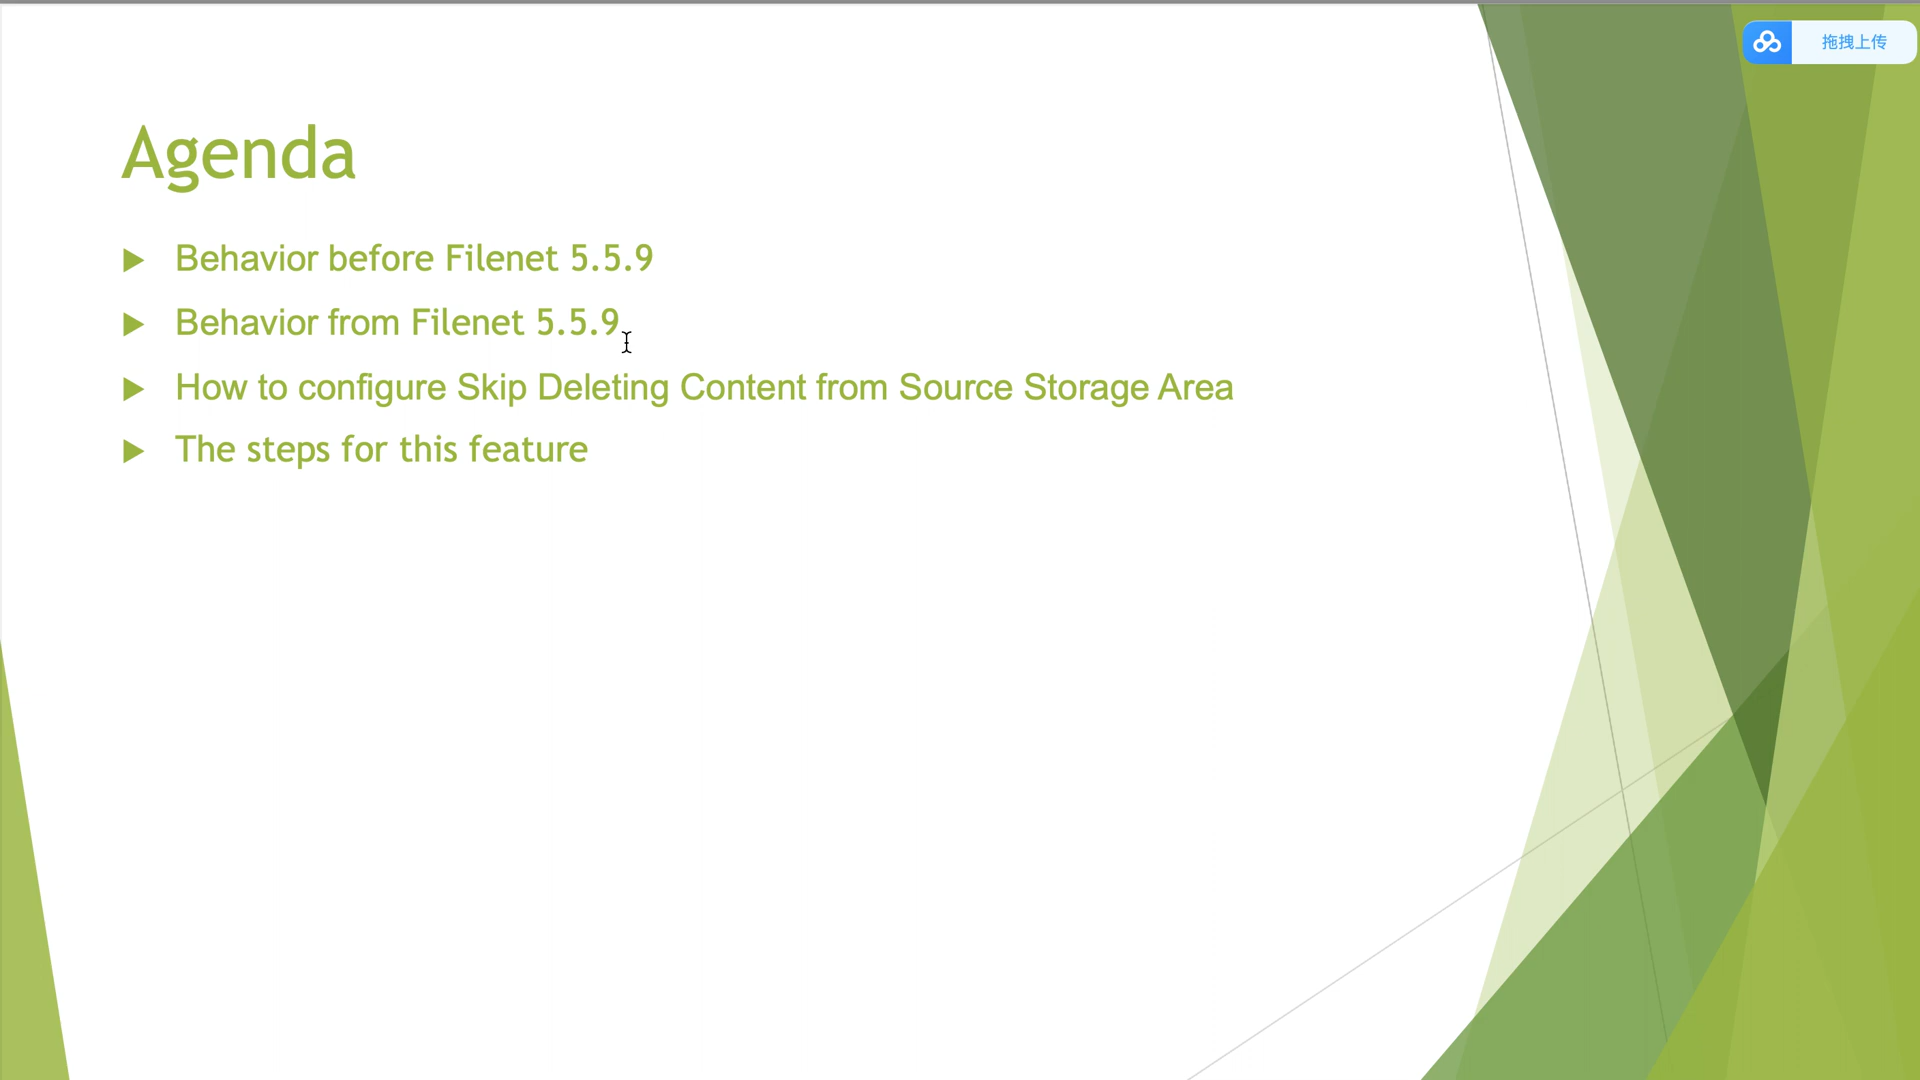 拖拽上传
Agenda
Behavior before Filenet 5.5.9
Behavior from Filenet 5.5.9
How to configure Skip Deleting Content from Source Storage Area
The steps for this feature